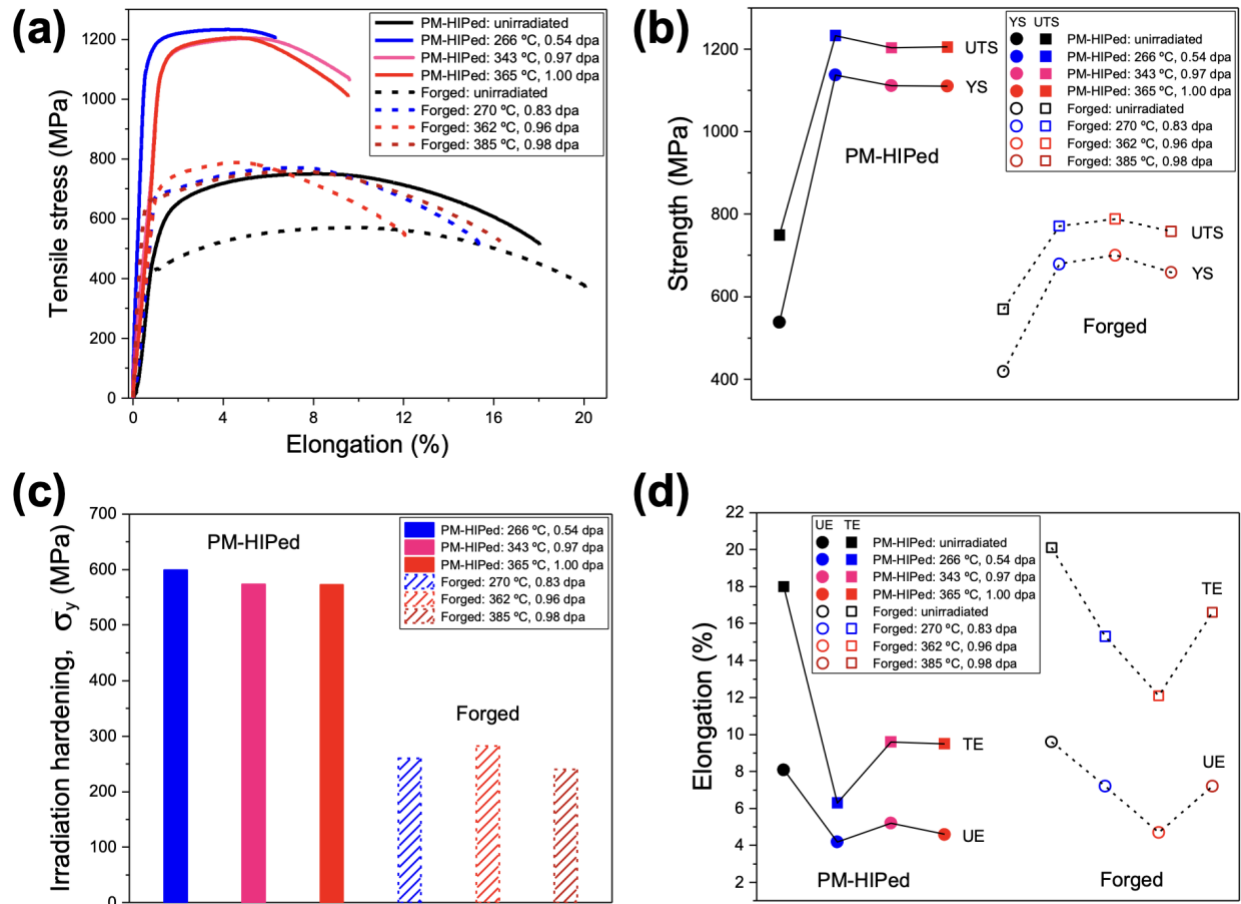 (a)
Tensile stress (MPa)
1200
1000
800
600
400
200
0
0 4 8 12 16 20
Elongation (%)
PM-HIPed: unirradiated
PM-HIPed: 266 ºC, 0.54 dpa
PM-HIPed: 343 ºC, 0.97 dpa
PM-HIPed: 365 ºC, 1.00 dpa
Forged: unirradiated
Forged: 270 ºC, 0.83 dpa
Forged: 362 ºC, 0.96 dpa
Forged: 385 ºC, 0.98 dpa
(b)
Strength (MPa)
1200
1000
800
600
400
YS UTS
PM-HIPed: unirradiated
PM-HIPed: 266 ºC, 0.54 dpa
PM-HIPed: 343 ºC, 0.97 dpa
PM-HIPed: 365 ºC, 1.00 dpa
Forged: unirradiated
Forged: 270 ºC, 0.83 dpa
Forged: 362 ºC, 0.96 dpa
Forged: 385 ºC, 0.98 dpa
UTS
YS
PM-HIPed
UTS
YS
Forged
(c)
Irradiation hardening, σy (MPa)
700
600
500
400
300
200
100
0
PM-HIPed
Forged
PM-HIPed: 266 ºC, 0.54 dpa
PM-HIPed: 343 ºC, 0.97 dpa
PM-HIPed: 365 ºC, 1.00 dpa
Forged: 270 ºC, 0.83 dpa
Forged: 362 ºC, 0.96 dpa
Forged: 385 ºC, 0.98 dpa
(d)
Elongation (%)
22
20
18
16
14
12
10
8
6
4
2
UE TE
PM-HIPed: unirradiated
PM-HIPed: 266 ºC, 0.54 dpa
PM-HIPed: 343 ºC, 0.97 dpa
PM-HIPed: 365 ºC, 1.00 dpa
Forged: unirradiated
Forged: 270 ºC, 0.83 dpa
Forged: 362 ºC, 0.96 dpa
Forged: 385 ºC, 0.98 dpa
TE
UE
TE
UE
PM-HIPed
Forged